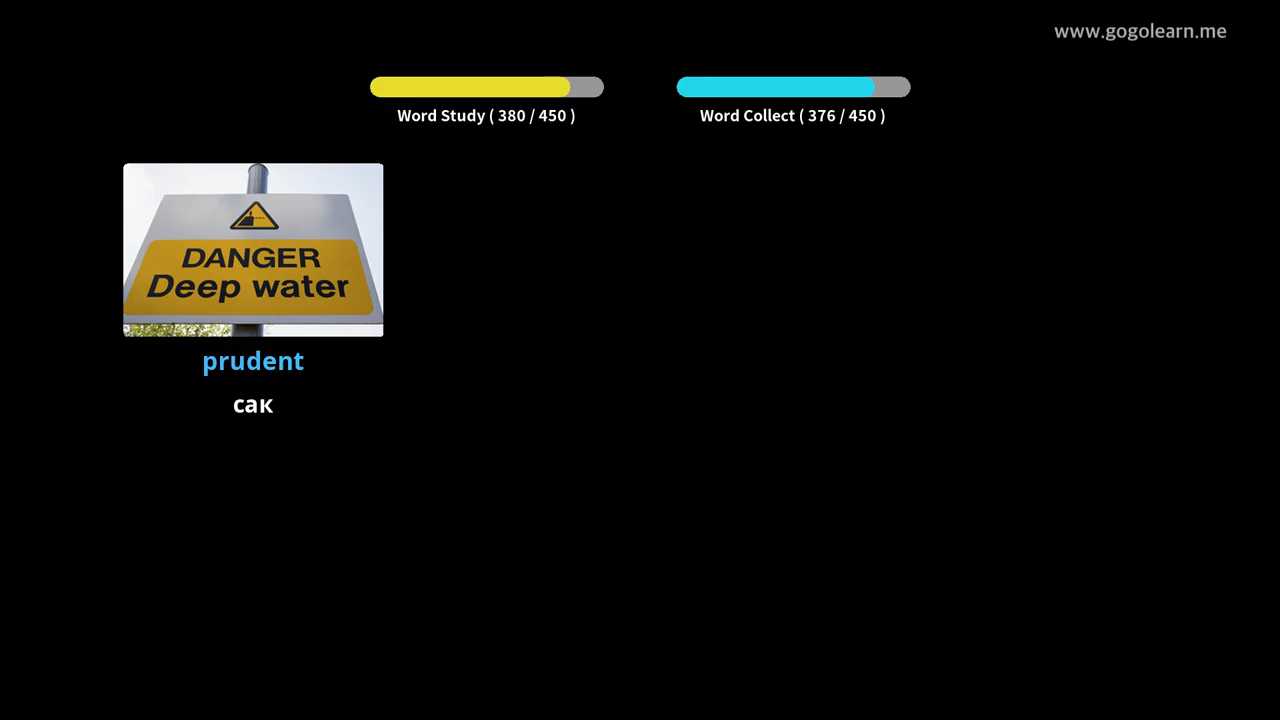 www.gogolearn.me
Word Study ( 380 / 450 )
Word Collect ( 376 / 450 )
DANGER
Deep water
prudent
сак